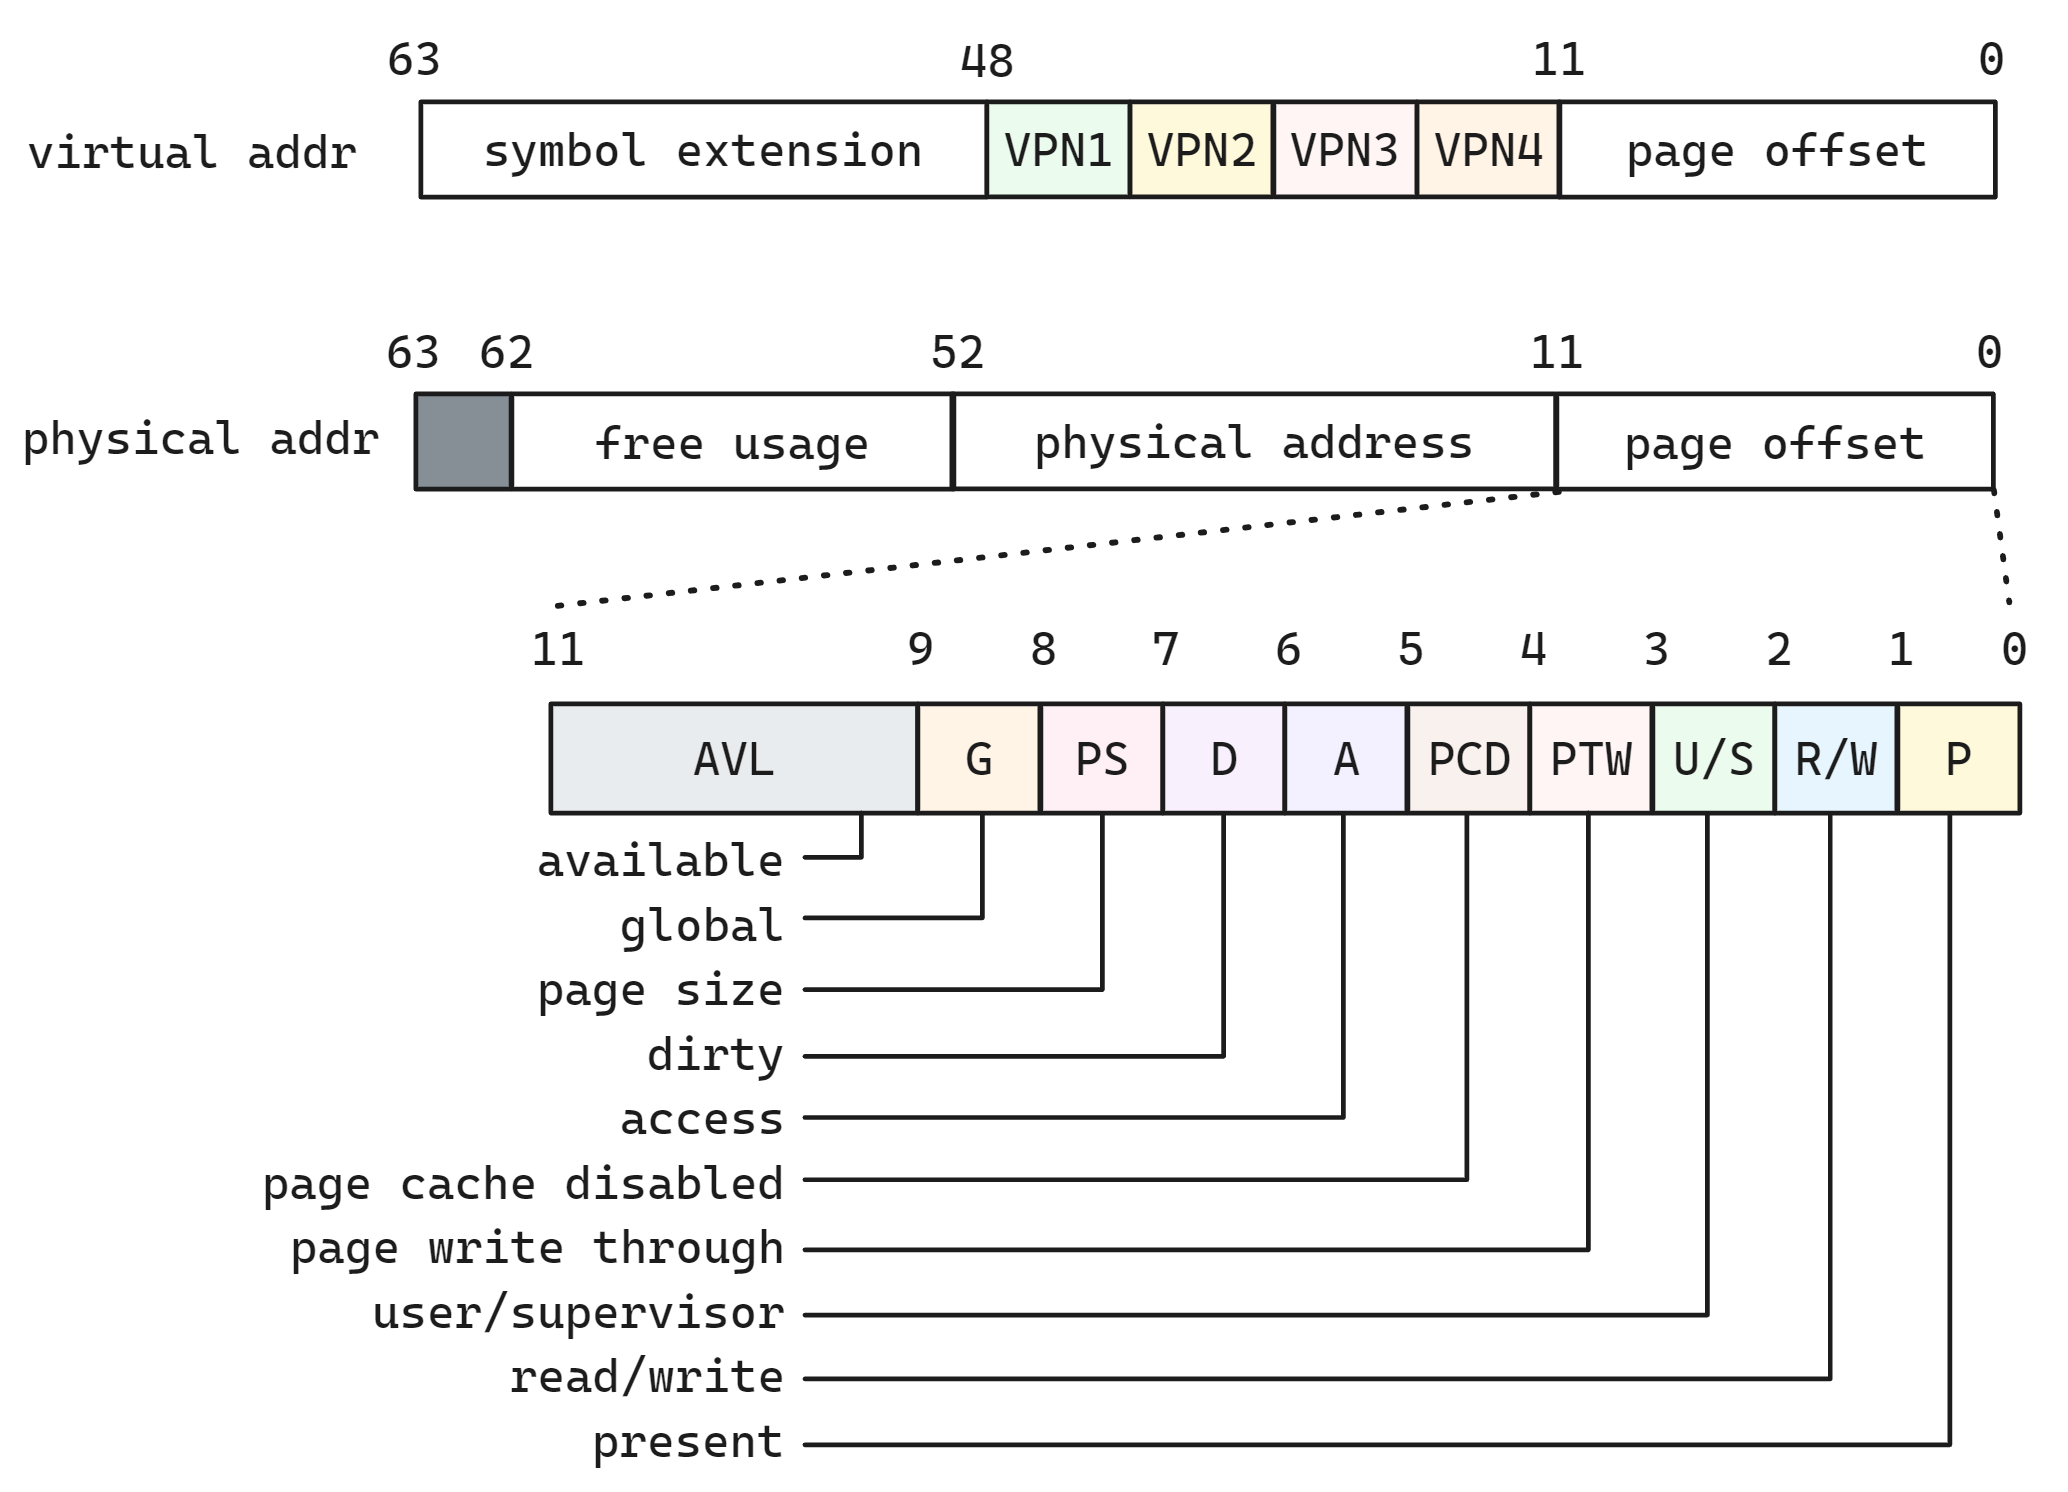 63 48 11 0
virtual addr symbol extension VPN1 VPN2 VPN3 VPN4 page offset
63 62 52 11 0
physical addr free usage physical address page offset
11 9 8 7 6 5 4 3 2 1 0
AVL G PS D A PCD PTW U/S R/W P
available
global
page size
dirty
access
page cache disabled
page write through
user/supervisor
read/write
present